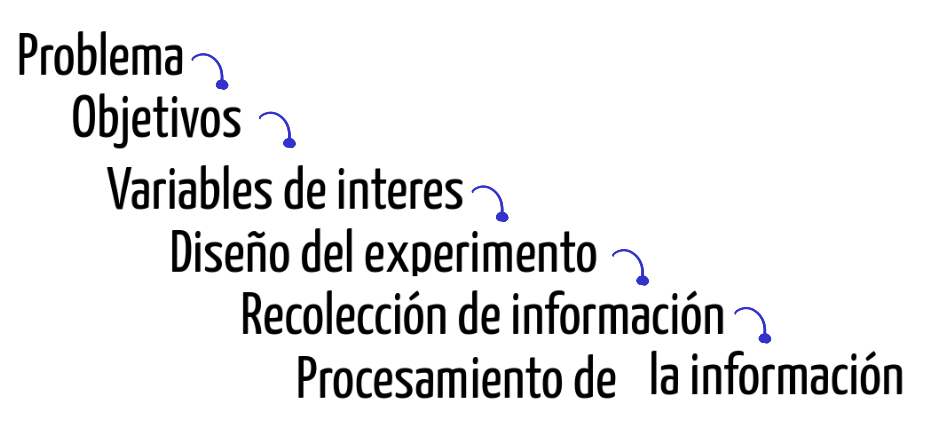 Problema
Objetivos
Variables de interes
Diseño del experimento
Recolección de información
Procesamiento de la información